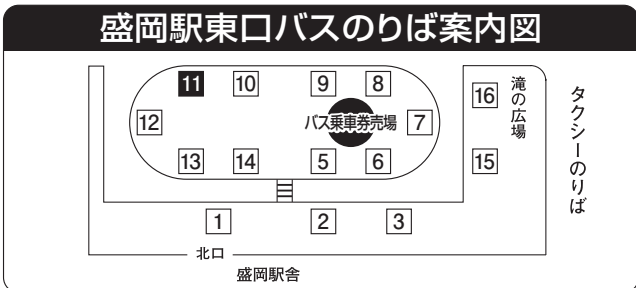 盛岡駅東口バスのりば案内図
11 10 9 8
12 バス乗車券売場 7
13 14 5 6
16 滝の広場
15
タクシーのりば
1 2 3
北口
盛岡駅舎